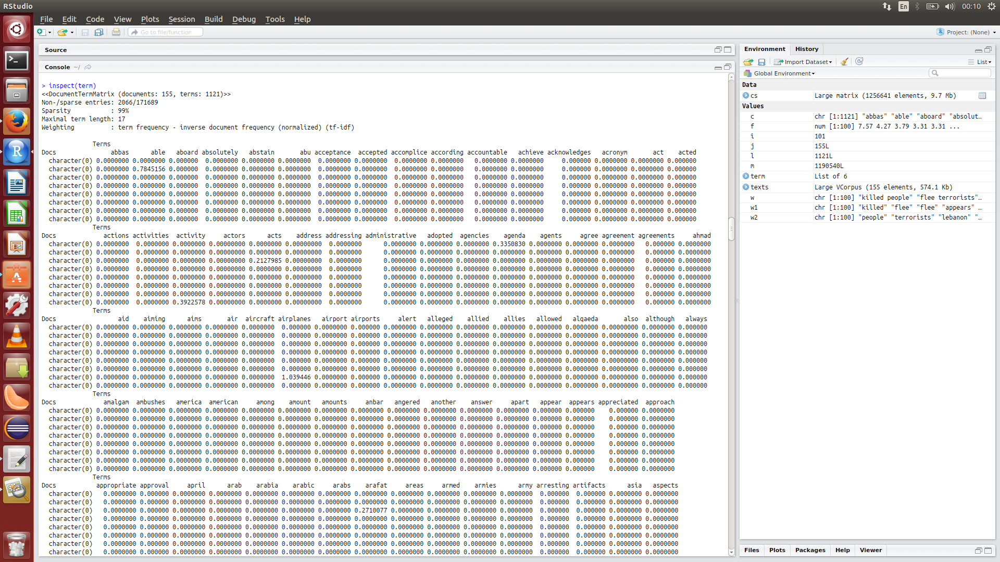 RStudio
En 00:10
File Edit Code View Plots Session Build Debug Tools Help
Go to file/function
Project: (None)
Source
Console ~/
> inspect(term)
<<DocumentTermMatrix (documents: 155, terms: 1121)>>
Non-/sparse entries: 2066/171689
Sparsity           : 99%
Maximal term length: 17
Weighting          : term frequency - inverse document frequency (normalized) (tf-idf)
Terms
Docs abbas able aboard absolutely abstain abu acceptance accepted accomplice according accountable achieve acknowledges acronym act acted
character(0) 0.0000000 0.0000000 0.000000 0.0000000 0.0000000 0.0000000 0.0000000 0.0000000 0.0000000 0.0000000 0.0000000 0.0000000 0.000000 0.0000000 0.0000000 0.000000
character(0) 0.0000000 0.7845156 0.000000 0.0000000 0.0000000 0.0000000 0.0000000 0.0000000 0.0000000 0.0000000 0.0000000 0.0000000 0.000000 0.0000000 0.0000000 0.000000
character(0) 0.0000000 0.0000000 0.000000 0.0000000 0.0000000 0.0000000 0.0000000 0.0000000 0.0000000 0.0000000 0.0000000 0.0000000 0.000000 0.0000000 0.0000000 0.000000
character(0) 0.0000000 0.0000000 0.000000 0.0000000 0.0000000 0.0000000 0.0000000 0.0000000 0.0000000 0.0000000 0.0000000 0.0000000 0.000000 0.0000000 0.0000000 0.000000
character(0) 0.0000000 0.0000000 0.000000 0.0000000 0.0000000 0.0000000 0.0000000 0.0000000 0.0000000 0.0000000 0.0000000 0.0000000 0.000000 0.0000000 0.0000000 0.000000
character(0) 0.0000000 0.0000000 0.000000 0.0000000 0.0000000 0.0000000 0.0000000 0.0000000 0.0000000 0.0000000 0.0000000 0.0000000 0.000000 0.0000000 0.0000000 0.000000
character(0) 0.0000000 0.0000000 0.000000 0.0000000 0.0000000 0.0000000 0.0000000 0.0000000 0.0000000 0.0000000 0.0000000 0.0000000 0.000000 0.0000000 0.0000000 0.000000
character(0) 0.0000000 0.0000000 0.000000 0.0000000 0.0000000 0.0000000 0.0000000 0.0000000 0.0000000 0.0000000 0.0000000 0.0000000 0.000000 0.0000000 0.0000000 0.000000
Terms
Docs actions activities activity actors acts address addressing administrative adopted agencies agenda agents agree agreement agreements ahmad
character(0) 0.0000000 0.0000000 0.0000000 0.00000000 0.0000000 0.00000000 0.0000000 0.0000000 0.0000000 0.0000000 0.3350830 0.0000000 0.0000000 0.0000000 0.000000 0.0000000
character(0) 0.0000000 0.0000000 0.0000000 0.00000000 0.0000000 0.00000000 0.0000000 0.0000000 0.0000000 0.0000000 0.0000000 0.0000000 0.0000000 0.0000000 0.000000 0.0000000
character(0) 0.0000000 0.0000000 0.0000000 0.00000000 0.2127985 0.00000000 0.0000000 0.0000000 0.0000000 0.0000000 0.0000000 0.0000000 0.0000000 0.0000000 0.000000 0.0000000
character(0) 0.0000000 0.0000000 0.0000000 0.00000000 0.0000000 0.00000000 0.0000000 0.0000000 0.0000000 0.0000000 0.0000000 0.0000000 0.0000000 0.0000000 0.000000 0.0000000
character(0) 0.0000000 0.0000000 0.0000000 0.00000000 0.0000000 0.00000000 0.0000000 0.0000000 0.0000000 0.0000000 0.0000000 0.0000000 0.0000000 0.0000000 0.000000 0.0000000
character(0) 0.0000000 0.0000000 0.0000000 0.00000000 0.0000000 0.00000000 0.0000000 0.0000000 0.0000000 0.0000000 0.0000000 0.0000000 0.0000000 0.0000000 0.000000 0.0000000
character(0) 0.0000000 0.0000000 0.0000000 0.00000000 0.0000000 0.00000000 0.0000000 0.0000000 0.0000000 0.0000000 0.0000000 0.0000000 0.0000000 0.0000000 0.000000 0.0000000
character(0) 0.0000000 0.0000000 0.3922578 0.00000000 0.0000000 0.00000000 0.0000000 0.0000000 0.0000000 0.0000000 0.0000000 0.0000000 0.0000000 0.0000000 0.000000 0.0000000
Terms
Docs aid aiming aims air aircraft airplanes airport airports alert alleged allied allies allowed alqaeda also although always
character(0) 0.0000000 0.0000000 0.0000000 0.0000000 0.0000000 0.000000 0.0000000 0.000000 0.0000000 0.0000000 0.0000000 0.0000000 0.0000000 0.0000000 0.00000000 0.0000000 0.000000
character(0) 0.0000000 0.0000000 0.0000000 0.0000000 0.0000000 0.000000 0.0000000 0.000000 0.0000000 0.0000000 0.0000000 0.0000000 0.0000000 0.0000000 0.00000000 0.0000000 0.000000
character(0) 0.0000000 0.0000000 0.0000000 0.0000000 0.0000000 0.000000 0.0000000 0.000000 0.0000000 0.0000000 0.0000000 0.0000000 0.0000000 0.0000000 0.00000000 0.0000000 0.000000
character(0) 0.0000000 0.0000000 0.0000000 0.0000000 0.0000000 0.000000 0.0000000 0.000000 0.0000000 0.0000000 0.0000000 0.0000000 0.0000000 0.0000000 0.00000000 0.0000000 0.000000
character(0) 0.0000000 0.0000000 0.0000000 0.0000000 0.0000000 0.000000 0.0000000 0.000000 0.0000000 0.0000000 0.0000000 0.0000000 0.0000000 0.0000000 0.00000000 0.0000000 0.000000
character(0) 0.0000000 0.0000000 0.0000000 0.0000000 0.0000000 0.000000 0.0000000 0.000000 0.0000000 0.0000000 0.0000000 0.0000000 0.0000000 0.0000000 0.00000000 0.0000000 0.000000
character(0) 0.0000000 0.0000000 0.0000000 0.0000000 0.0000000 1.039446 0.0000000 0.000000 0.0000000 0.0000000 0.0000000 0.0000000 0.0000000 0.0000000 0.00000000 0.0000000 0.000000
character(0) 0.0000000 0.0000000 0.0000000 0.0000000 0.0000000 0.000000 0.0000000 0.000000 0.0000000 0.0000000 0.0000000 0.0000000 0.0000000 0.0000000 0.00000000 0.0000000 0.000000
Terms
Docs amalgam ambushes america american among amount amounts anbar angered another answer apart appear appears appreciated approach
character(0) 0.0000000 0.0000000 0.0000000 0.0000000 0.0000000 0.0000000 0.0000000 0.0000000 0.0000000 0.0000000 0.0000000 0.0000000 0.000000 0.000000 0.000000 0.0000000
character(0) 0.0000000 0.0000000 0.0000000 0.0000000 0.0000000 0.0000000 0.0000000 0.0000000 0.0000000 0.0000000 0.0000000 0.0000000 0.000000 0.000000 0.000000 0.0000000
character(0) 0.0000000 0.0000000 0.0000000 0.0000000 0.0000000 0.0000000 0.0000000 0.0000000 0.0000000 0.0000000 0.0000000 0.0000000 0.000000 0.000000 0.000000 0.0000000
character(0) 0.0000000 0.0000000 0.0000000 0.0000000 0.0000000 0.0000000 0.0000000 0.0000000 0.0000000 0.0000000 0.0000000 0.0000000 0.000000 0.000000 0.000000 0.0000000
character(0) 0.0000000 0.0000000 0.0000000 0.0000000 0.0000000 0.0000000 0.0000000 0.0000000 0.0000000 0.0000000 0.0000000 0.0000000 0.000000 0.000000 0.000000 0.0000000
character(0) 0.0000000 0.0000000 0.0000000 0.0000000 0.0000000 0.0000000 0.0000000 0.0000000 0.0000000 0.0000000 0.0000000 0.0000000 0.000000 0.000000 0.000000 0.0000000
character(0) 0.0000000 0.0000000 0.0000000 0.0000000 0.0000000 0.0000000 0.0000000 0.0000000 0.0000000 0.0000000 0.0000000 0.0000000 0.000000 0.000000 0.000000 0.0000000
character(0) 0.0000000 0.0000000 0.0000000 0.0000000 0.0000000 0.0000000 0.0000000 0.0000000 0.0000000 0.0000000 0.0000000 0.0000000 0.000000 0.000000 0.000000 0.0000000
Terms
Docs appropriate approval april arab arabia arabic arabs arafat areas armed armies army arresting artifacts asia aspects
character(0) 0.0000000 0.000000 0.0000000 0.0000000 0.0000000 0.0000000 0.0000000 0.0000000 0.0000000 0.0000000 0.0000000 0.0000000 0.000000 0.000000 0.0000000 0.0000000
character(0) 0.0000000 0.000000 0.0000000 0.0000000 0.0000000 0.0000000 0.0000000 0.0000000 0.0000000 0.0000000 0.0000000 0.0000000 0.000000 0.000000 0.0000000 0.0000000
character(0) 0.0000000 0.000000 0.0000000 0.0000000 0.0000000 0.0000000 0.0000000 0.2710077 0.0000000 0.0000000 0.0000000 0.0000000 0.000000 0.000000 0.0000000 0.0000000
character(0) 0.0000000 0.000000 0.0000000 0.0000000 0.0000000 0.0000000 0.0000000 0.0000000 0.0000000 0.0000000 0.0000000 0.0000000 0.000000 0.000000 0.0000000 0.0000000
character(0) 0.0000000 0.000000 0.0000000 0.0000000 0.0000000 0.0000000 0.0000000 0.0000000 0.0000000 0.0000000 0.0000000 0.0000000 0.000000 0.000000 0.0000000 0.0000000
character(0) 0.0000000 0.000000 0.0000000 0.0000000 0.0000000 0.0000000 0.0000000 0.0000000 0.0000000 0.0000000 0.0000000 0.0000000 0.000000 0.000000 0.0000000 0.0000000
character(0) 0.0000000 0.000000 0.0000000 0.0000000 0.0000000 0.0000000 0.0000000 0.0000000 0.0000000 0.0000000 0.0000000 0.0000000 0.000000 0.000000 0.0000000 0.0000000
character(0) 0.0000000 0.000000 0.0000000 0.0000000 0.0000000 0.0000000 0.0000000 0.0000000 0.0000000 0.0000000 0.0000000 0.0000000 0.000000 0.000000 0.0000000 0.0000000
Environment History
Import Dataset List
Global Environment
Data
cs Large matrix (1256641 elements, 9.7 Mb)
Values
c chr [1:1121] "abbas" "able" "aboard" "absolut…
f num [1:100] 7.57 4.27 3.79 3.31 3.31 ...
i 101
j 155L
l 1121L
m 1190540L
term List of 6
texts Large VCorpus (155 elements, 574.1 Kb)
w chr [1:100] "killed people" "flee terrorists"…
w1 chr [1:100] "killed" "flee" "flee" "appears" …
w2 chr [1:100] "people" "terrorists" "lebanon" "…
Files Plots Packages Help Viewer